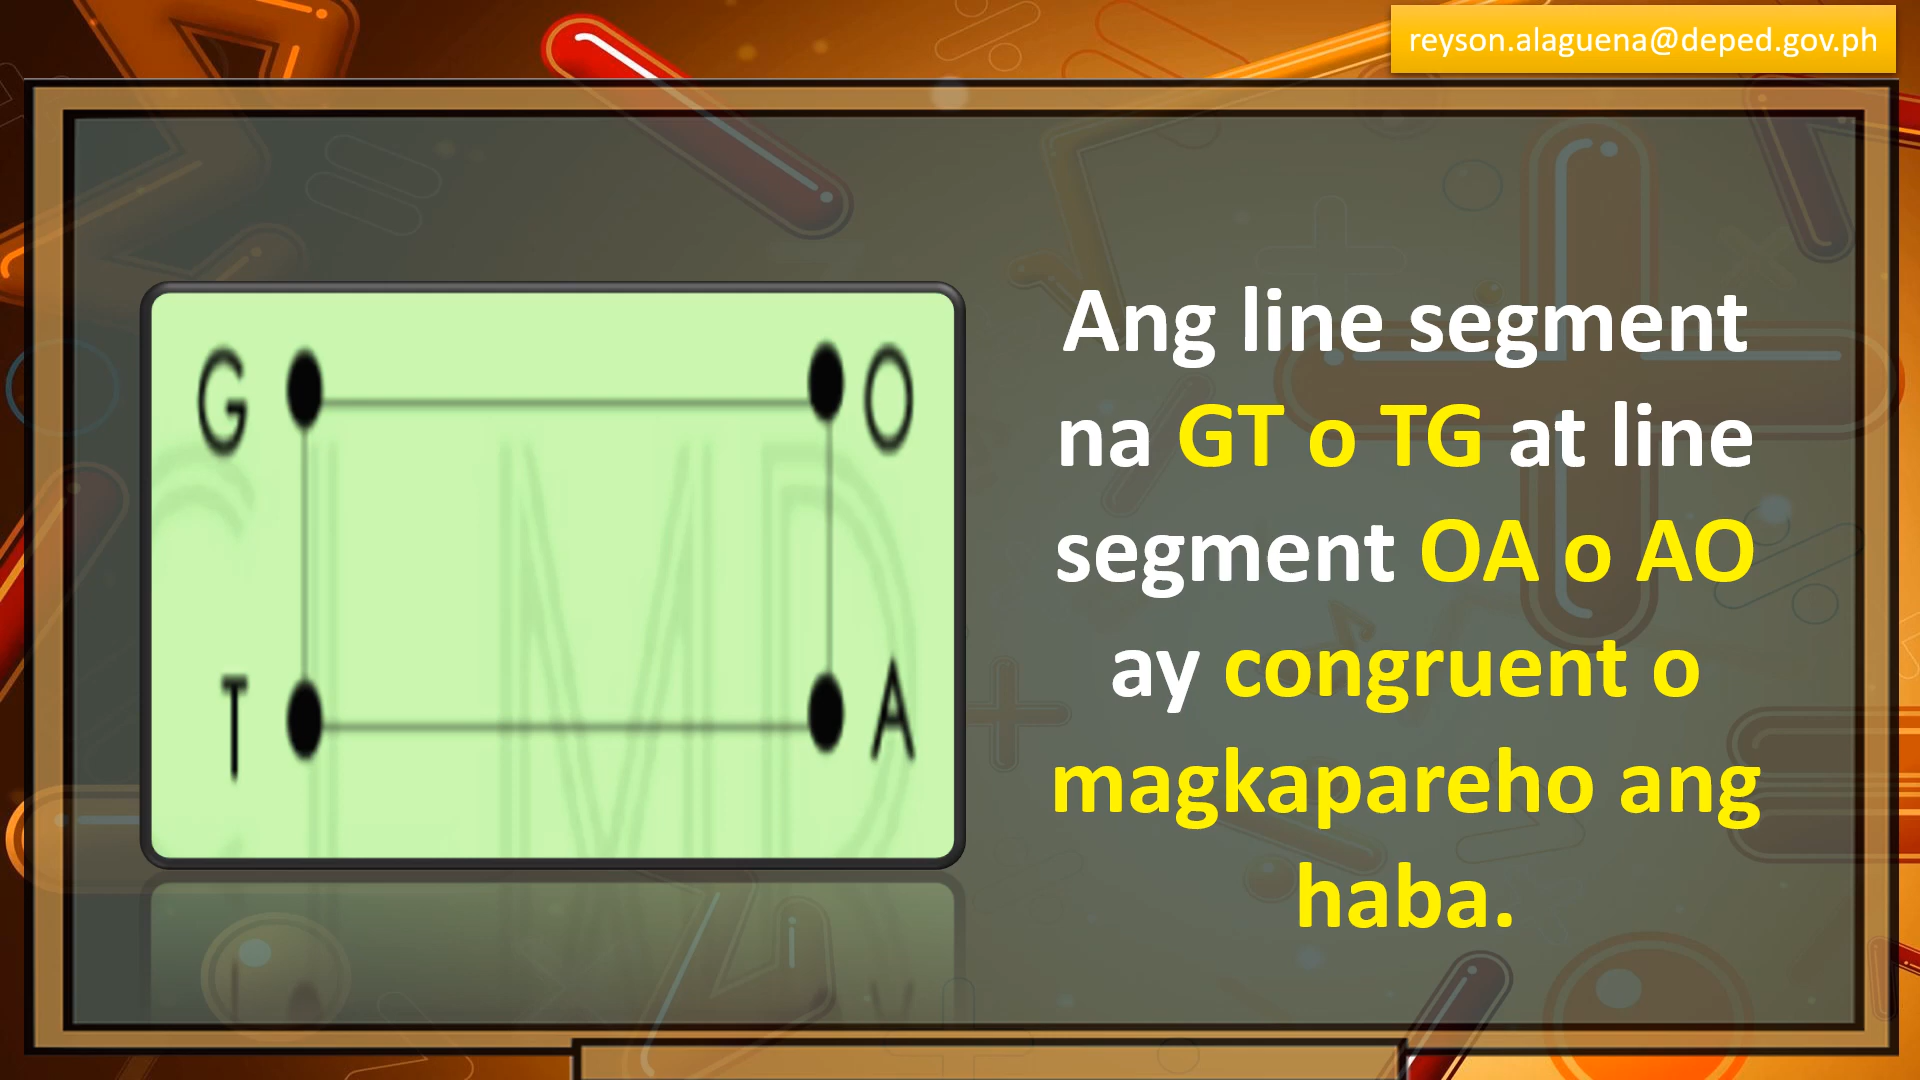 reyson.alaguena@deped.gov.ph
G
O
T
A
Ang line segment
na GT o TG at line
segment OA o AO
ay congruent o
magkapareho ang
haba.